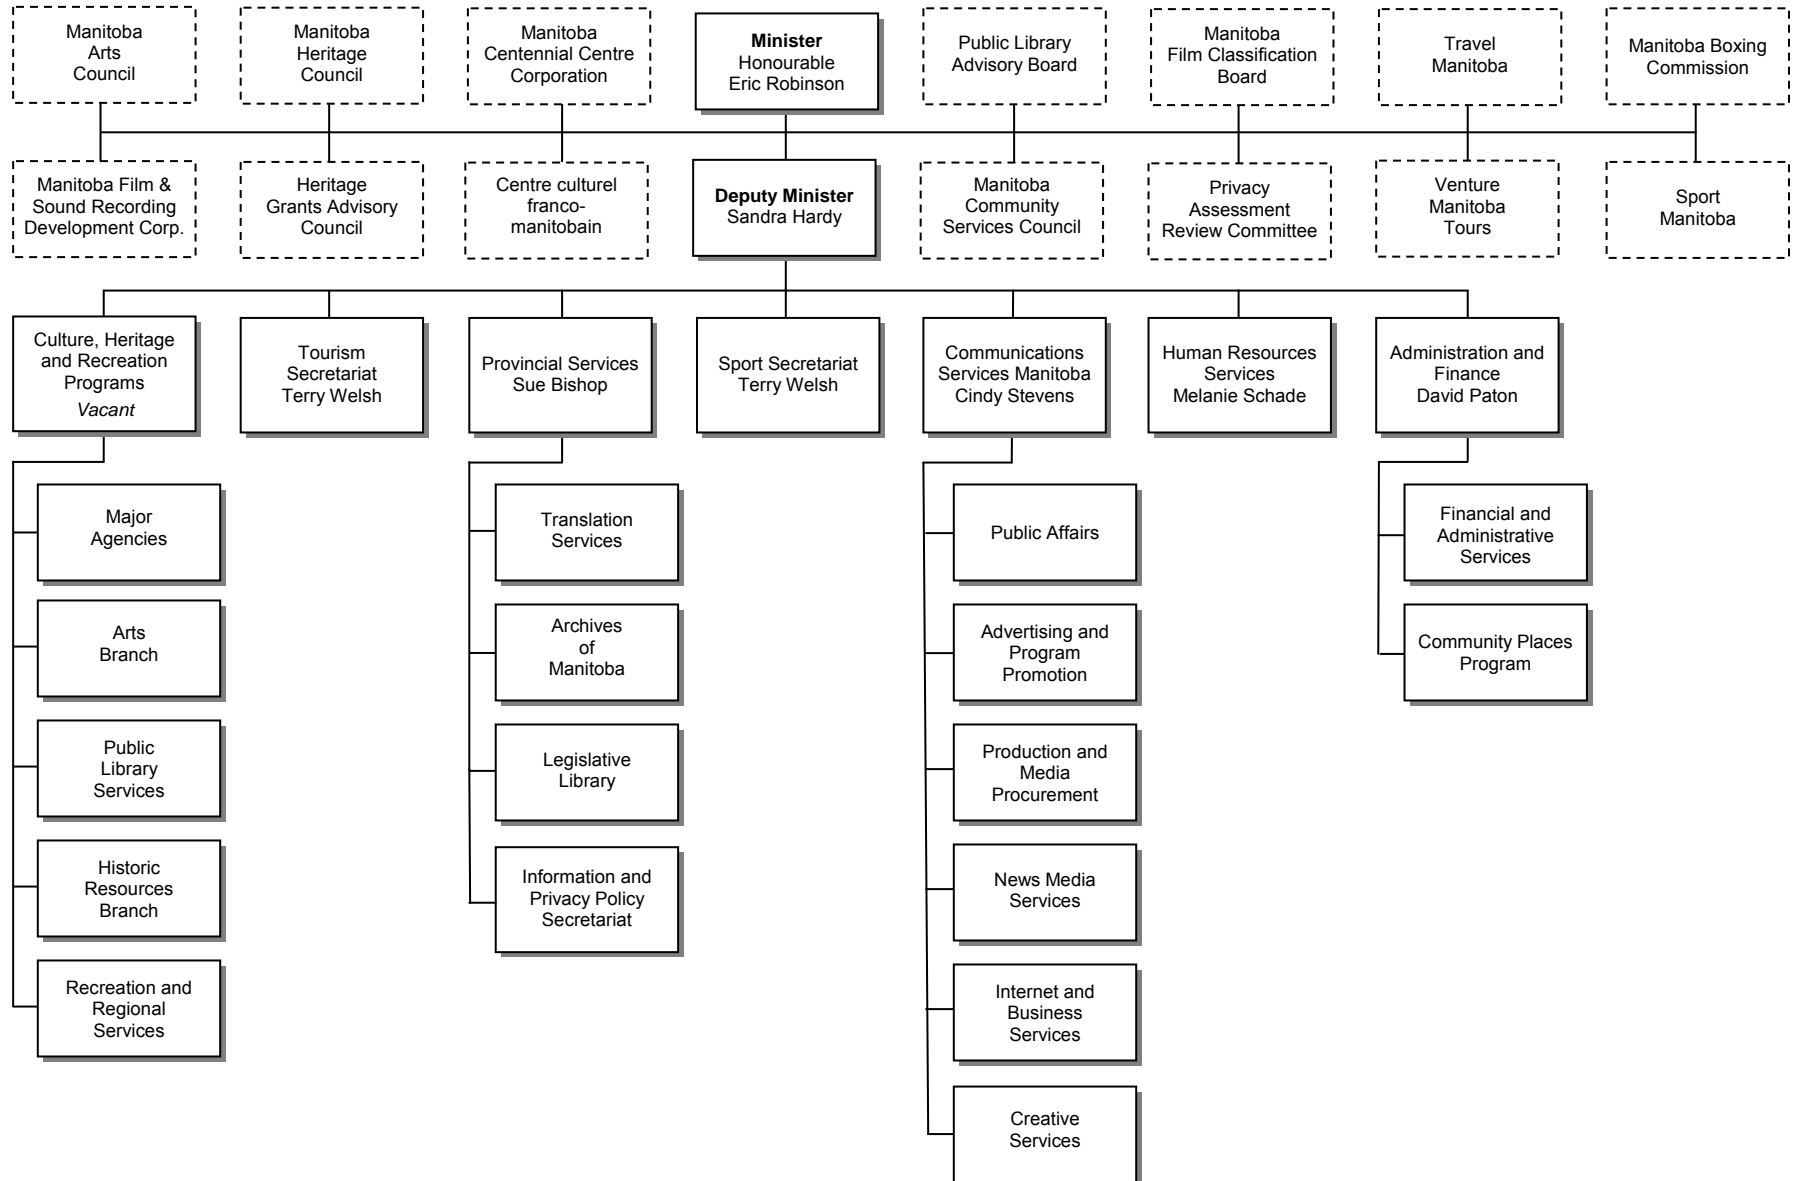 Manitoba
Arts
Council
Manitoba
Heritage
Council
Manitoba
Centennial Centre
Corporation
Minister
Honourable
Eric Robinson
Public Library
Advisory Board
Manitoba
Film Classification
Board
Travel
Manitoba
Manitoba Boxing
Commission
Manitoba Film &
Sound Recording
Development Corp.
Heritage
Grants Advisory
Council
Centre culturel
franco-
manitobain
Deputy Minister
Sandra Hardy
Manitoba
Community
Services Council
Privacy
Assessment
Review Committee
Venture
Manitoba
Tours
Sport
Manitoba
Culture, Heritage
and Recreation
Programs
Vacant
Tourism
Secretariat
Terry Welsh
Provincial Services
Sue Bishop
Sport Secretariat
Terry Welsh
Communications
Services Manitoba
Cindy Stevens
Human Resources
Services
Melanie Schade
Administration and
Finance
David Paton
Major
Agencies
Arts
Branch
Public
Library
Services
Historic
Resources
Branch
Recreation and
Regional
Services
Translation
Services
Archives
of
Manitoba
Legislative
Library
Information and
Privacy Policy
Secretariat
Public Affairs
Advertising and
Program
Promotion
Production and
Media
Procurement
News Media
Services
Internet and
Business
Services
Creative
Services
Financial and
Administrative
Services
Community Places
Program